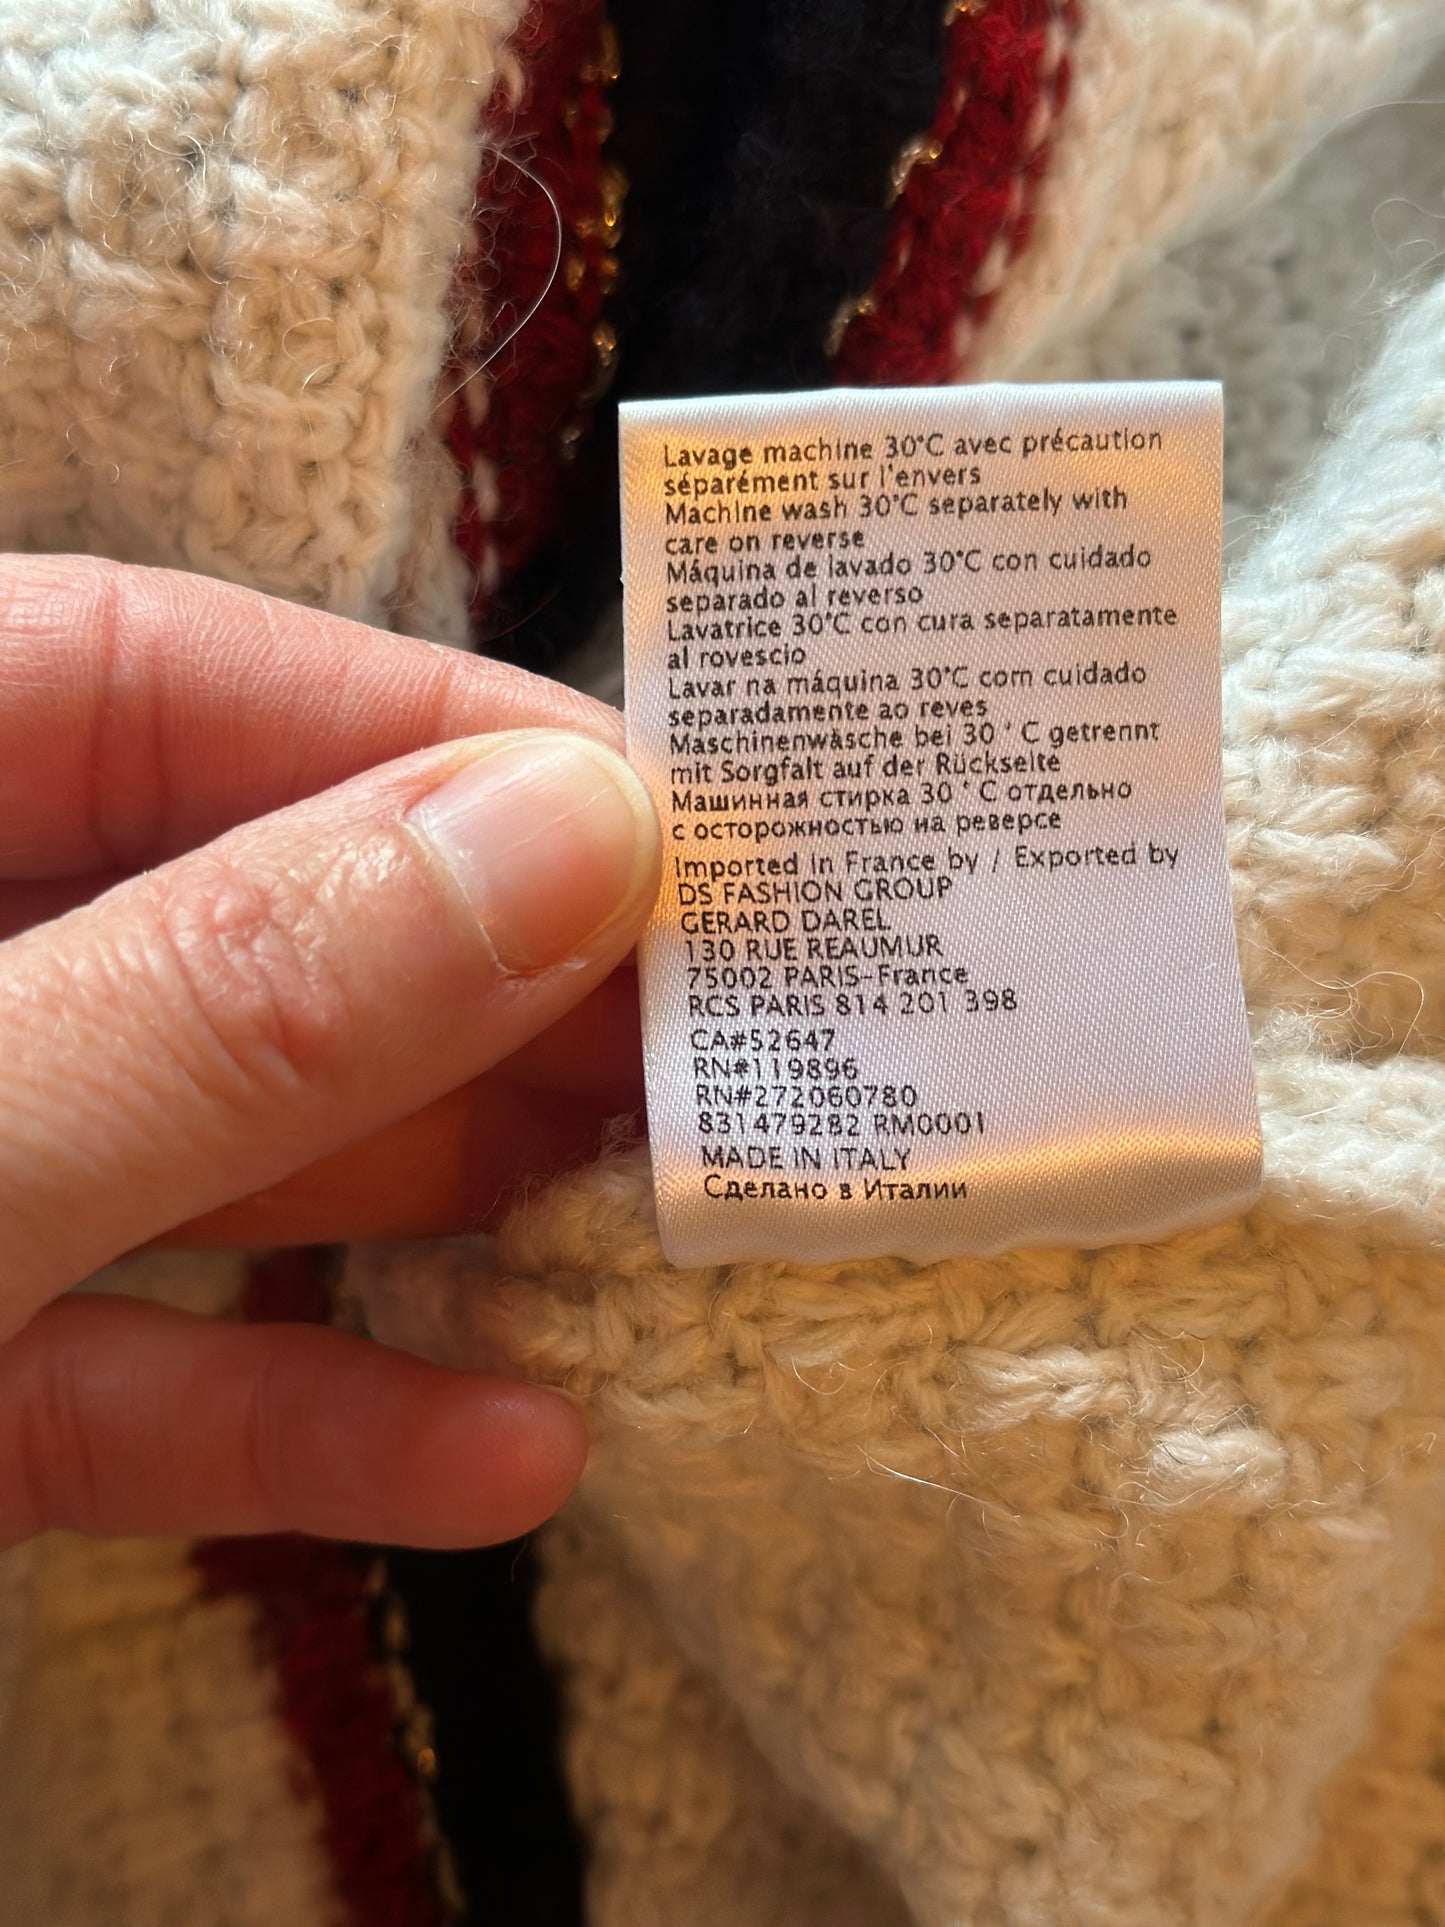 Lavage machine 30°C avec précaution
séparément sur l'envers
Machine wash 30°C separately with
care on reverse
Máquina de lavado 30°C con cuidado
separado al reverso
Lavatrice 30°C con cura separatamente
al rovescio
Lavar na máquina 30°C com cuidado
separadamente ao reves
Maschinenwäsche bei 30 ° C getrennt
mit Sorgfalt auf der Rückseite
Машинная стирка 30 ° С отдельно
с осторожностью на реверсе
Imported in France by / Exported by
DS FASHION GROUP
GERARD DAREL
130 RUE REAUMUR
75002 PARIS-France
RCS PARIS 814 201 398
CA#52647
RN#119896
RN#272060780
831479282 RM0001
MADE IN ITALY
Сделано в Италии